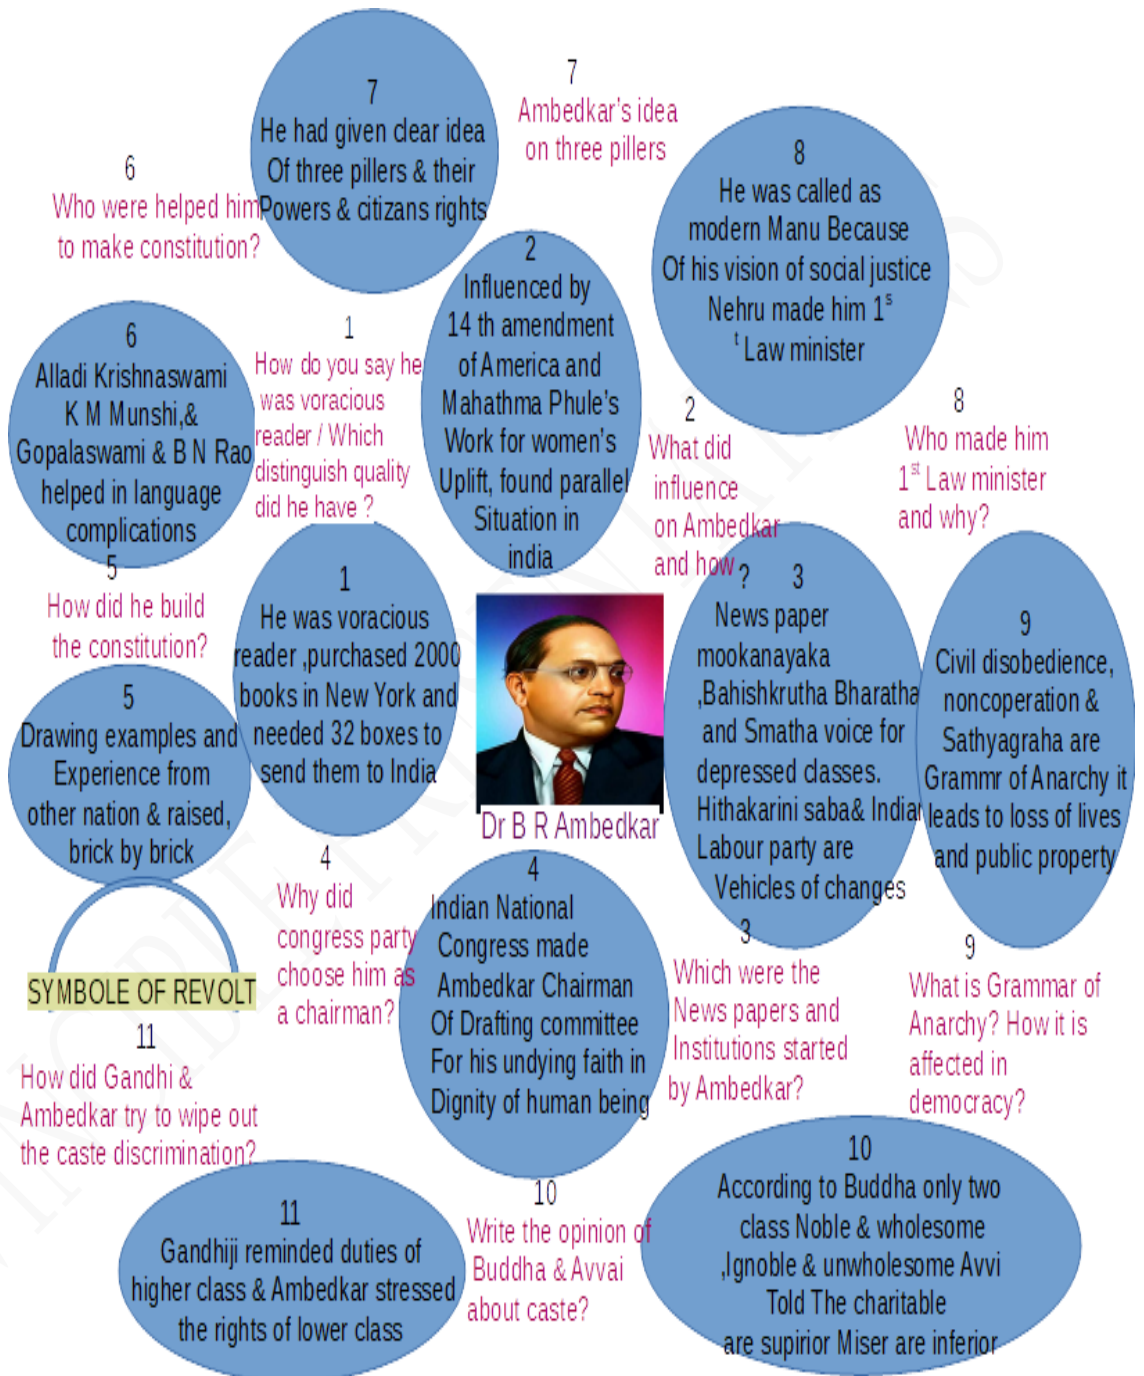 7
He had given clear idea
Of three pillers & their
Powers & citizans rights
7
Ambedkar's idea
on three pillers
6
Who were helped him
to make constitution?
8
He was called as
modern Manu Because
Of his vision of social justice
Nehru made him 1s
t Law minister
2
Influenced by
14 th amendment
of America and
Mahathma Phule's
Work for women's
Uplift, found parallel
Situation in
india
6
Alladi Krishnaswami
K M Munshi,&
Gopalaswami & B N Rao
helped in language
complications
1
How do you say he
was voracious
reader / Which
distinguish quality
did he have ?
2
What did
influence
on Ambedkar
and how
?
8
Who made him
1st Law minister
and why?
5
How did he build
the constitution?
1
He was voracious
reader ,purchased 2000
books in New York and
needed 32 boxes to
send them to India
3
News paper
mookanayaka
,Bahishkrutha Bharatha
and Smatha voice for
depressed classes.
Hithakarini saba& Indian
Labour party are
Vehicles of changes
9
Civil disobedience,
noncoperation &
Sathyagraha are
Grammr of Anarchy it
leads to loss of lives
and public property
5
Drawing examples and
Experience from
other nation & raised,
brick by brick
Dr B R Ambedkar
4
Why did
congress party
choose him as
a chairman?
4
Indian National
Congress made
Ambedkar Chairman
Of Drafting committee
For his undying faith in
Dignity of human being
3
Which were the
News papers and
Institutions started
by Ambedkar?
9
What is Grammar of
Anarchy? How it is
affected in
democracy?
SYMBOLE OF REVOLT
11
How did Gandhi &
Ambedkar try to wipe out
the caste discrimination?
11
Gandhiji reminded duties of
higher class & Ambedkar stressed
the rights of lower class
10
Write the opinion of
Buddha & Avvai
about caste?
10
According to Buddha only two
class Noble & wholesome
,Ignoble & unwholesome Avvi
Told The charitable
are supirior Miser are inferior